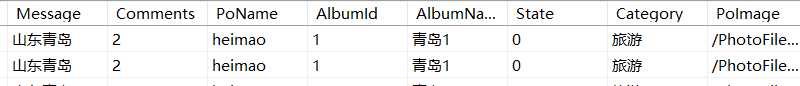 Message Comments PoName AlbumId AlbumNa... State Category PoImage
山东青岛 2 heimao 1 青岛1 0 旅游 /PhotoFile...
山东青岛 2 heimao 1 青岛1 0 旅游 /PhotoFile...